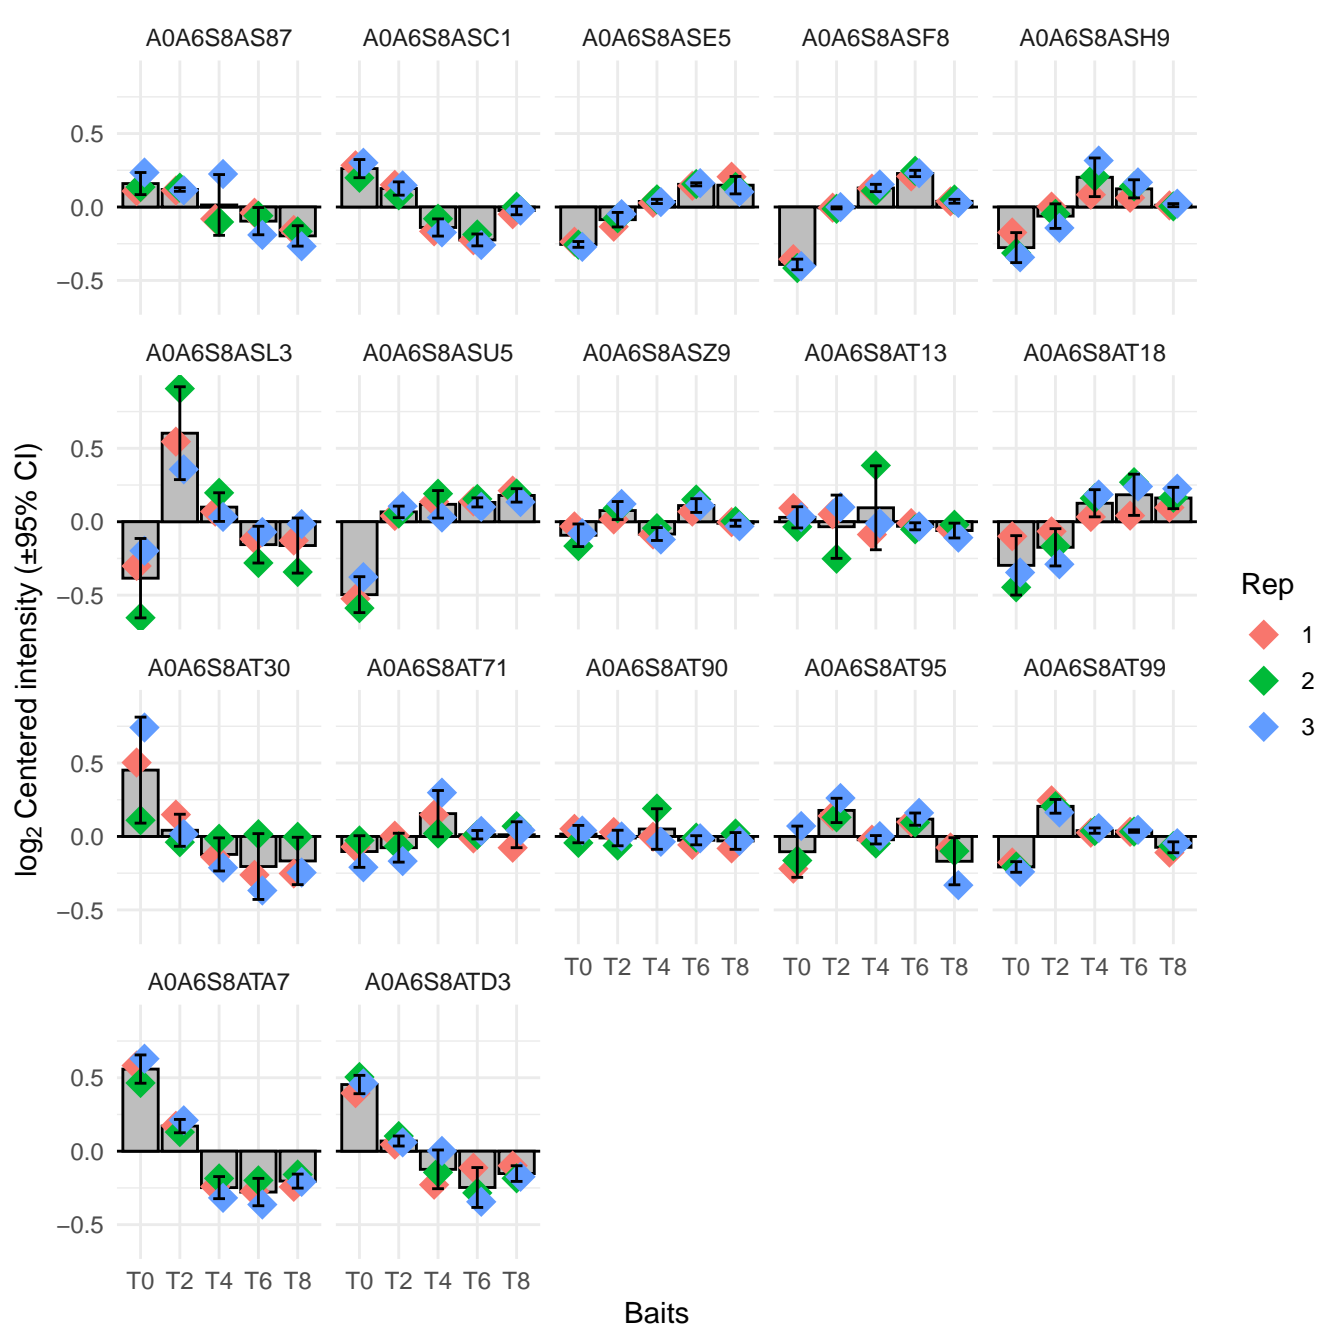 A0A6S8AS87 A0A6S8ASC1 A0A6S8ASE5 A0A6S8ASF8 A0A6S8ASH9
0.5
0.0
−0.5
A0A6S8ASL3 A0A6S8ASU5 A0A6S8ASZ9 A0A6S8AT13 A0A6S8AT18
0.5
0.0
−0.5
A0A6S8AT30 A0A6S8AT71 A0A6S8AT90 A0A6S8AT95 A0A6S8AT99
0.5
0.0
−0.5
T0 T2 T4 T6 T8 T0 T2 T4 T6 T8 T0 T2 T4 T6 T8
A0A6S8ATA7 A0A6S8ATD3
0.5
0.0
−0.5
T0 T2 T4 T6 T8 T0 T2 T4 T6 T8
Baits
log2 Centered intensity (±95% CI)
Rep
1
2
3